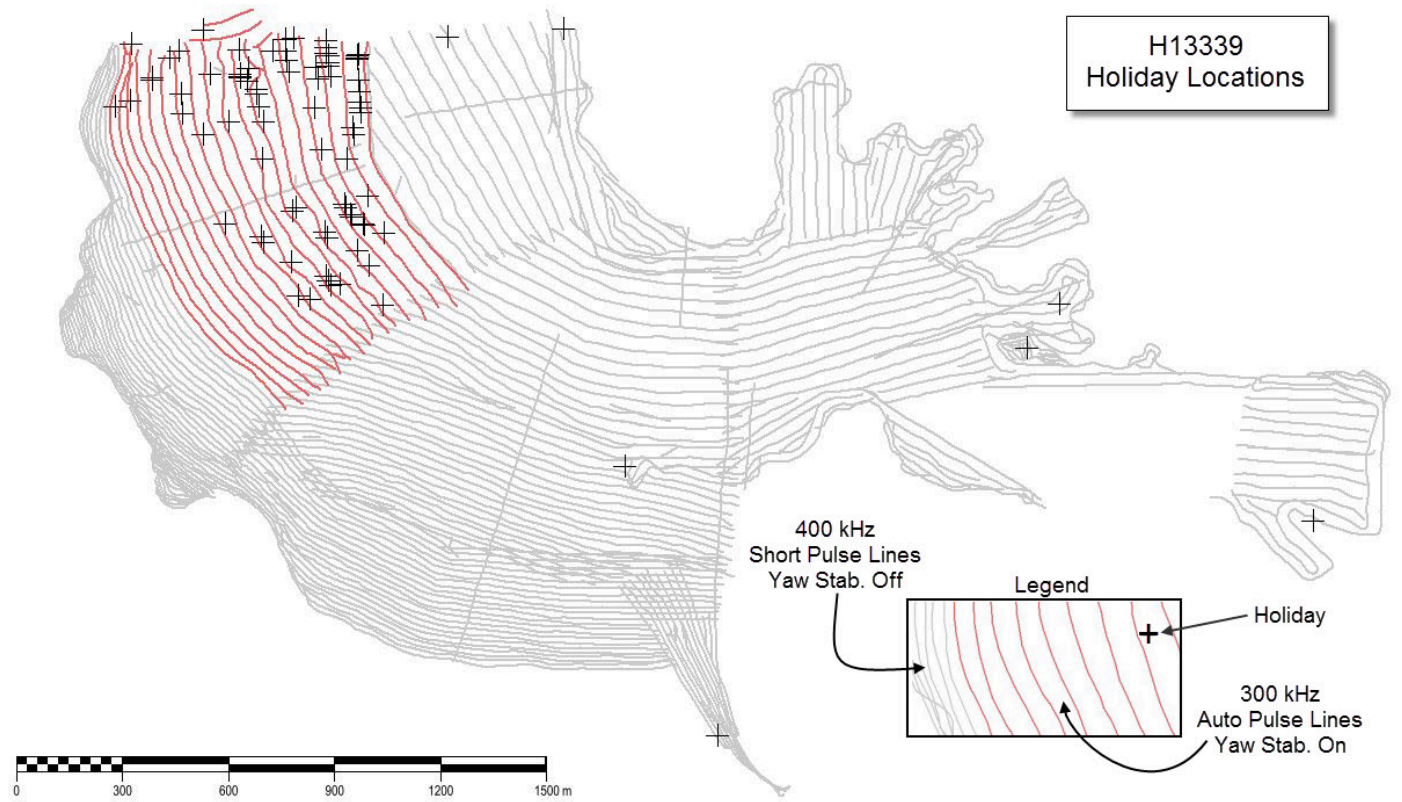 H13339
Holiday Locations
400 kHz
Short Pulse Lines
Yaw Stab. Off
Legend
Holiday
300 kHz
Auto Pulse Lines
Yaw Stab. On
0 300 600 900 1200 1500 m